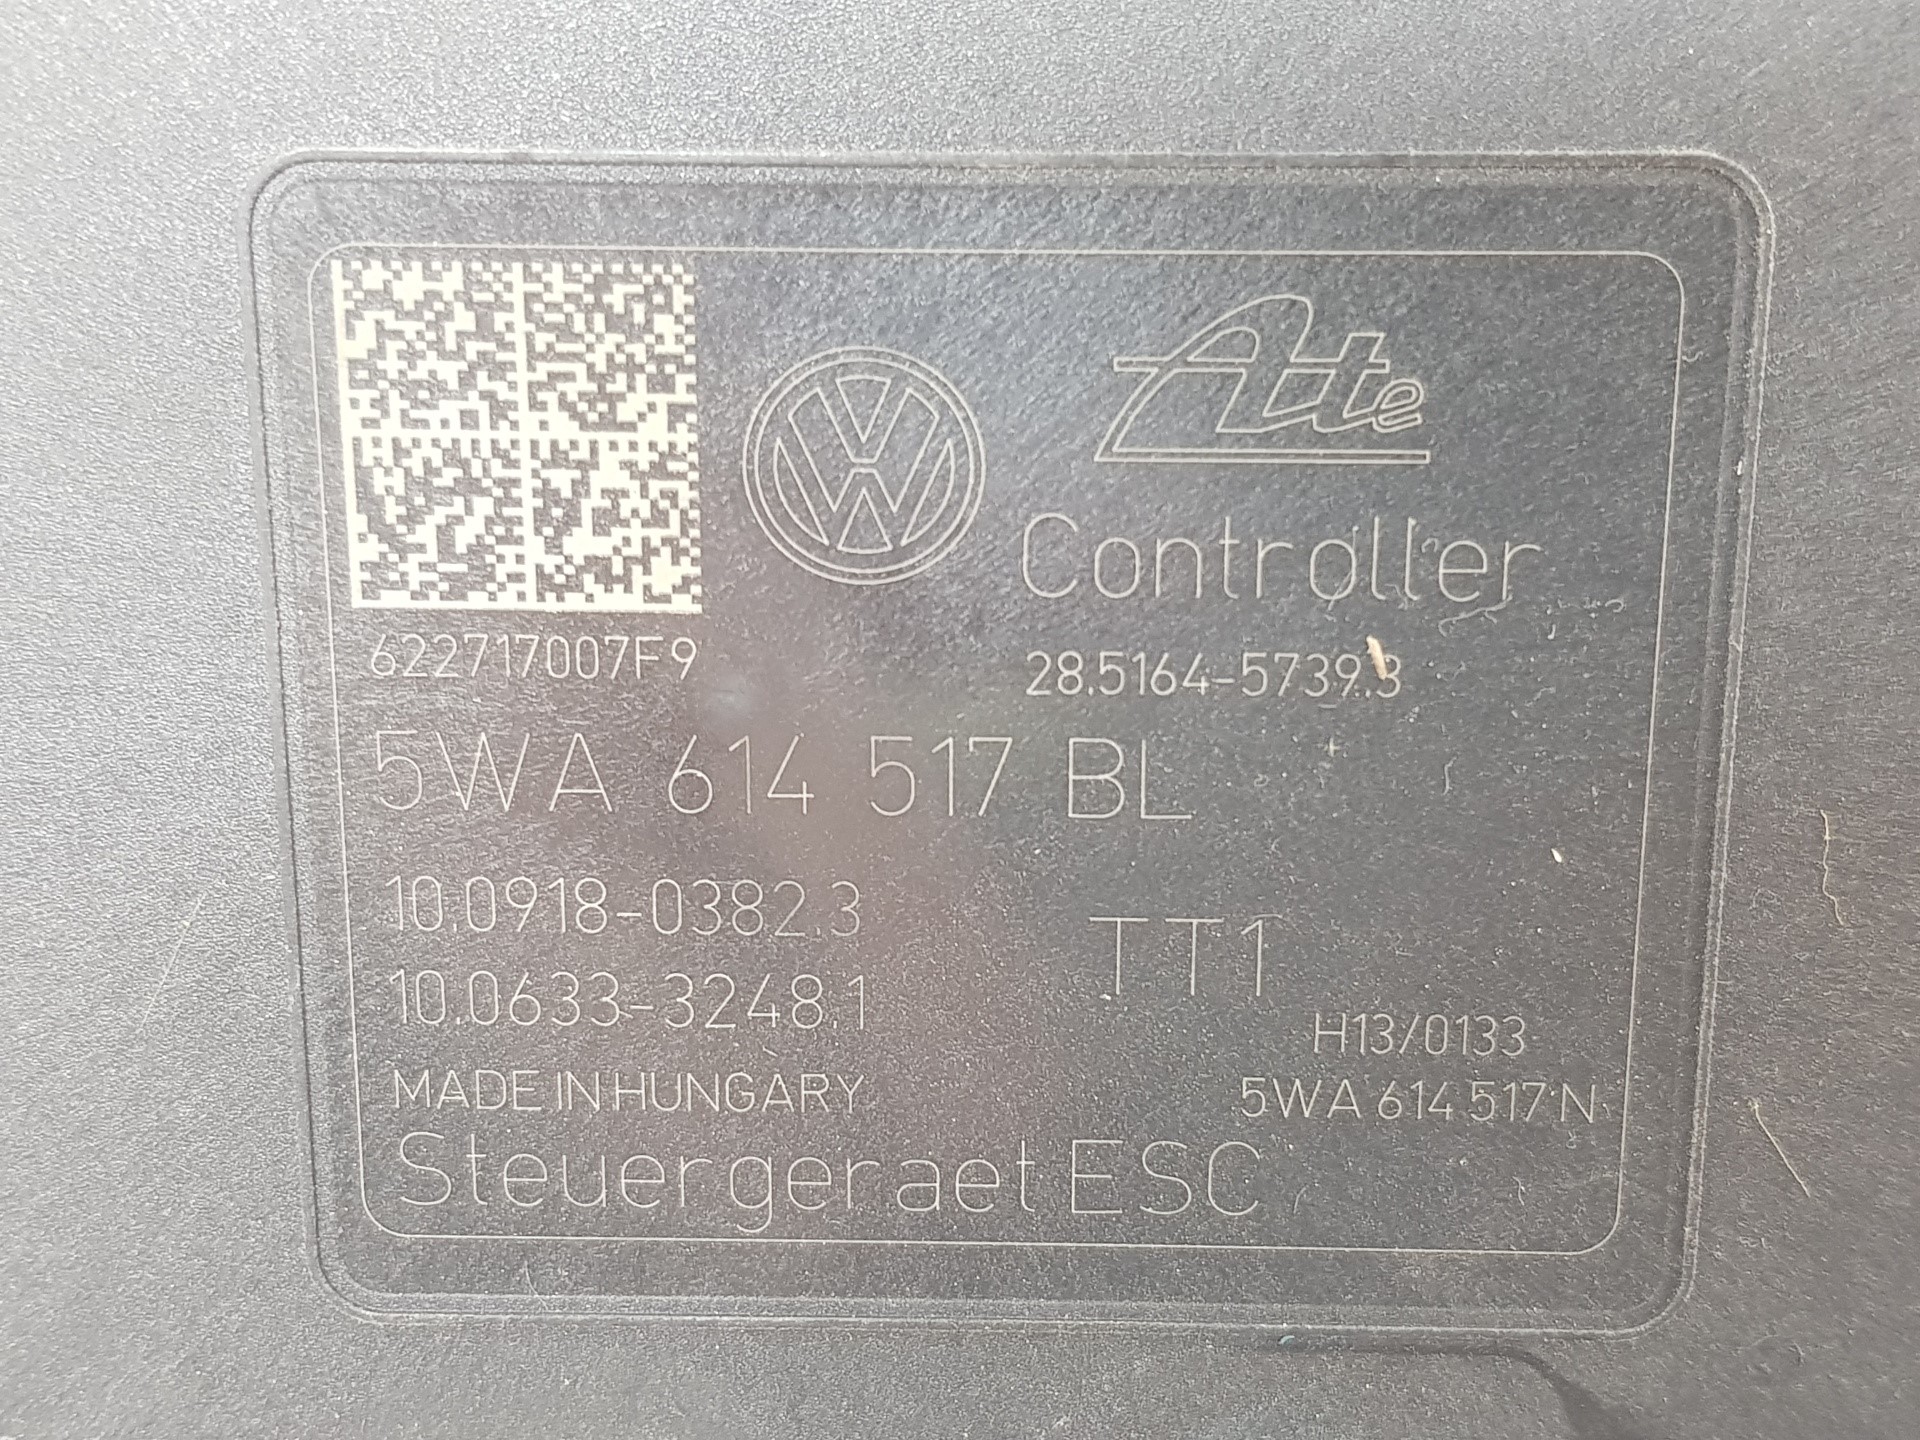 Ate
Controller
622717007F9
28.5164-5739.3
5WA 614 517 BL
10.0918-0382.3
TT1
10.0633-3248.1
H13/0133
MADE IN HUNGARY
5WA 614 517 N
Steuergeraet ESC